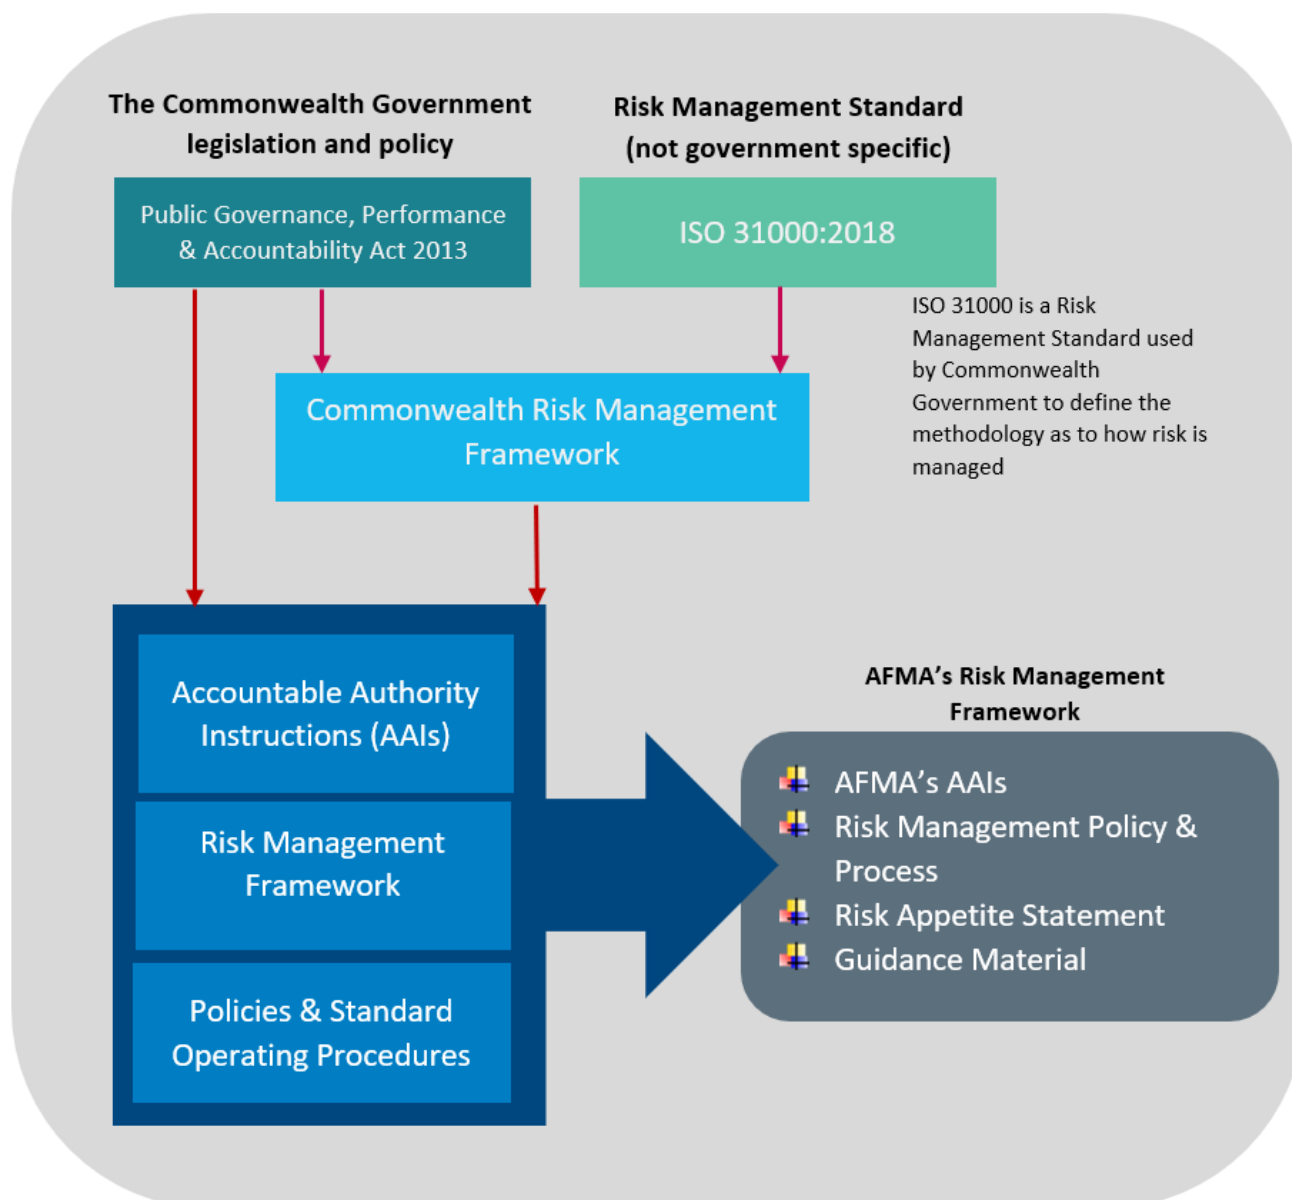 The Commonwealth Government
legislation and policy
Public Governance, Performance
& Accountability Act 2013
Risk Management Standard
(not government specific)
ISO 31000:2018
ISO 31000 is a Risk
Management Standard used
by Commonwealth
Government to define the
methodology as to how risk is
managed
Commonwealth Risk Management
Framework
Accountable Authority
Instructions (AAIs)
Risk Management
Framework
Policies & Standard
Operating Procedures
AFMA’s Risk Management
Framework
AFMA’s AAIs
Risk Management Policy &
Process
Risk Appetite Statement
Guidance Material